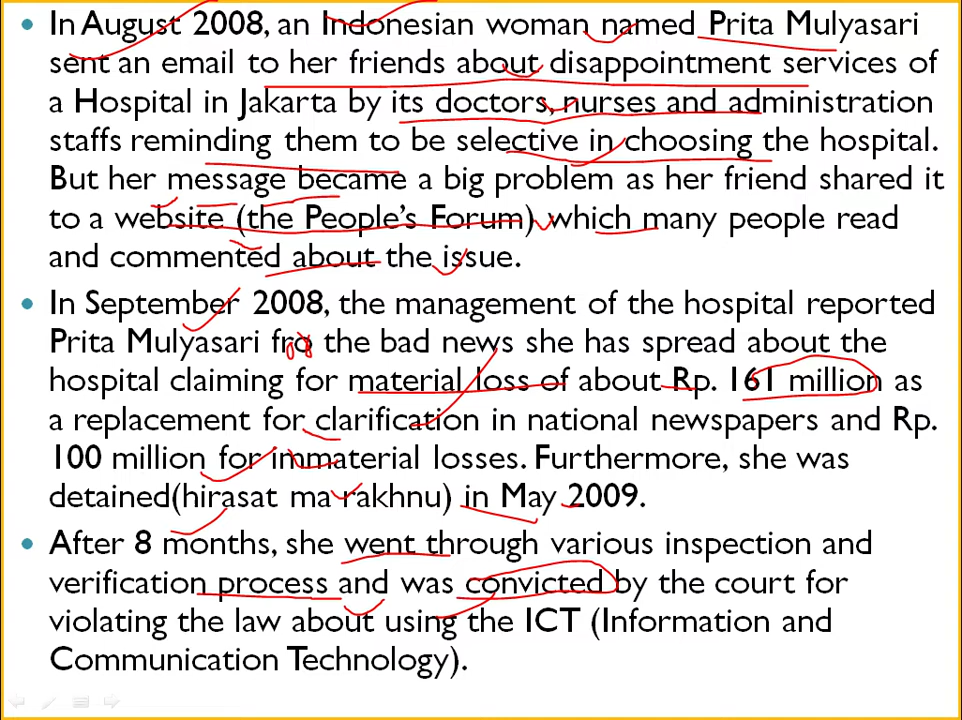 In August 2008, an Indonesian woman named Prita Mulyasari
sent an email to her friends about disappointment services of
a Hospital in Jakarta by its doctors, nurses and administration
staffs reminding them to be selective in choosing the hospital.
But her message became a big problem as her friend shared it
to a website (the People's Forum) which many people read
and commented about the issue.
In September 2008, the management of the hospital reported
Prita Mulyasari fro the bad news she has spread about the
hospital claiming for material loss of about Rp. 161 million as
a replacement for clarification in national newspapers and Rp.
100 million for immaterial losses. Furthermore, she was
detained(hirasat ma rakhnu) in May 2009.
After 8 months, she went through various inspection and
verification process and was convicted by the court for
violating the law about using the ICT (Information and
Communication Technology).